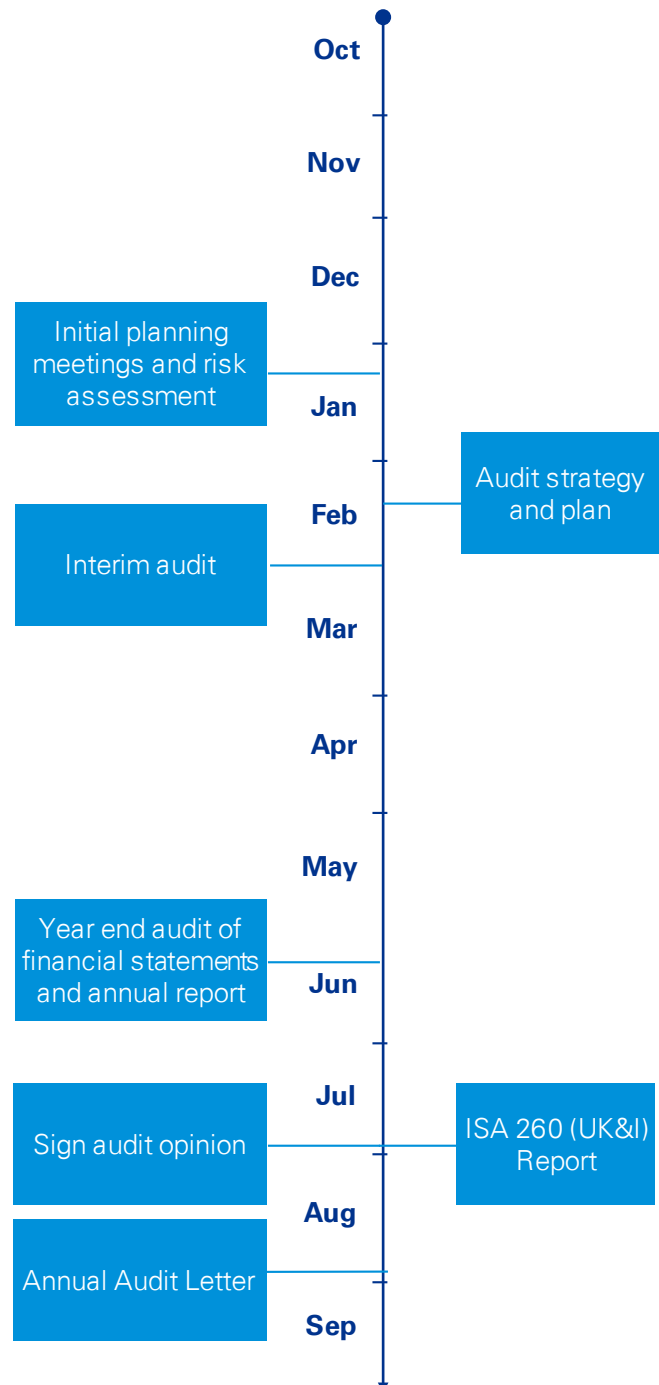 Oct
Nov
Dec
Initial planning
meetings and risk
assessment
Jan
Audit strategy
and plan
Feb
Interim audit
Mar
Apr
May
Year end audit of
financial statements
and annual report
Jun
Jul
Sign audit opinion
ISA 260 (UK&I)
Report
Aug
Annual Audit Letter
Sep